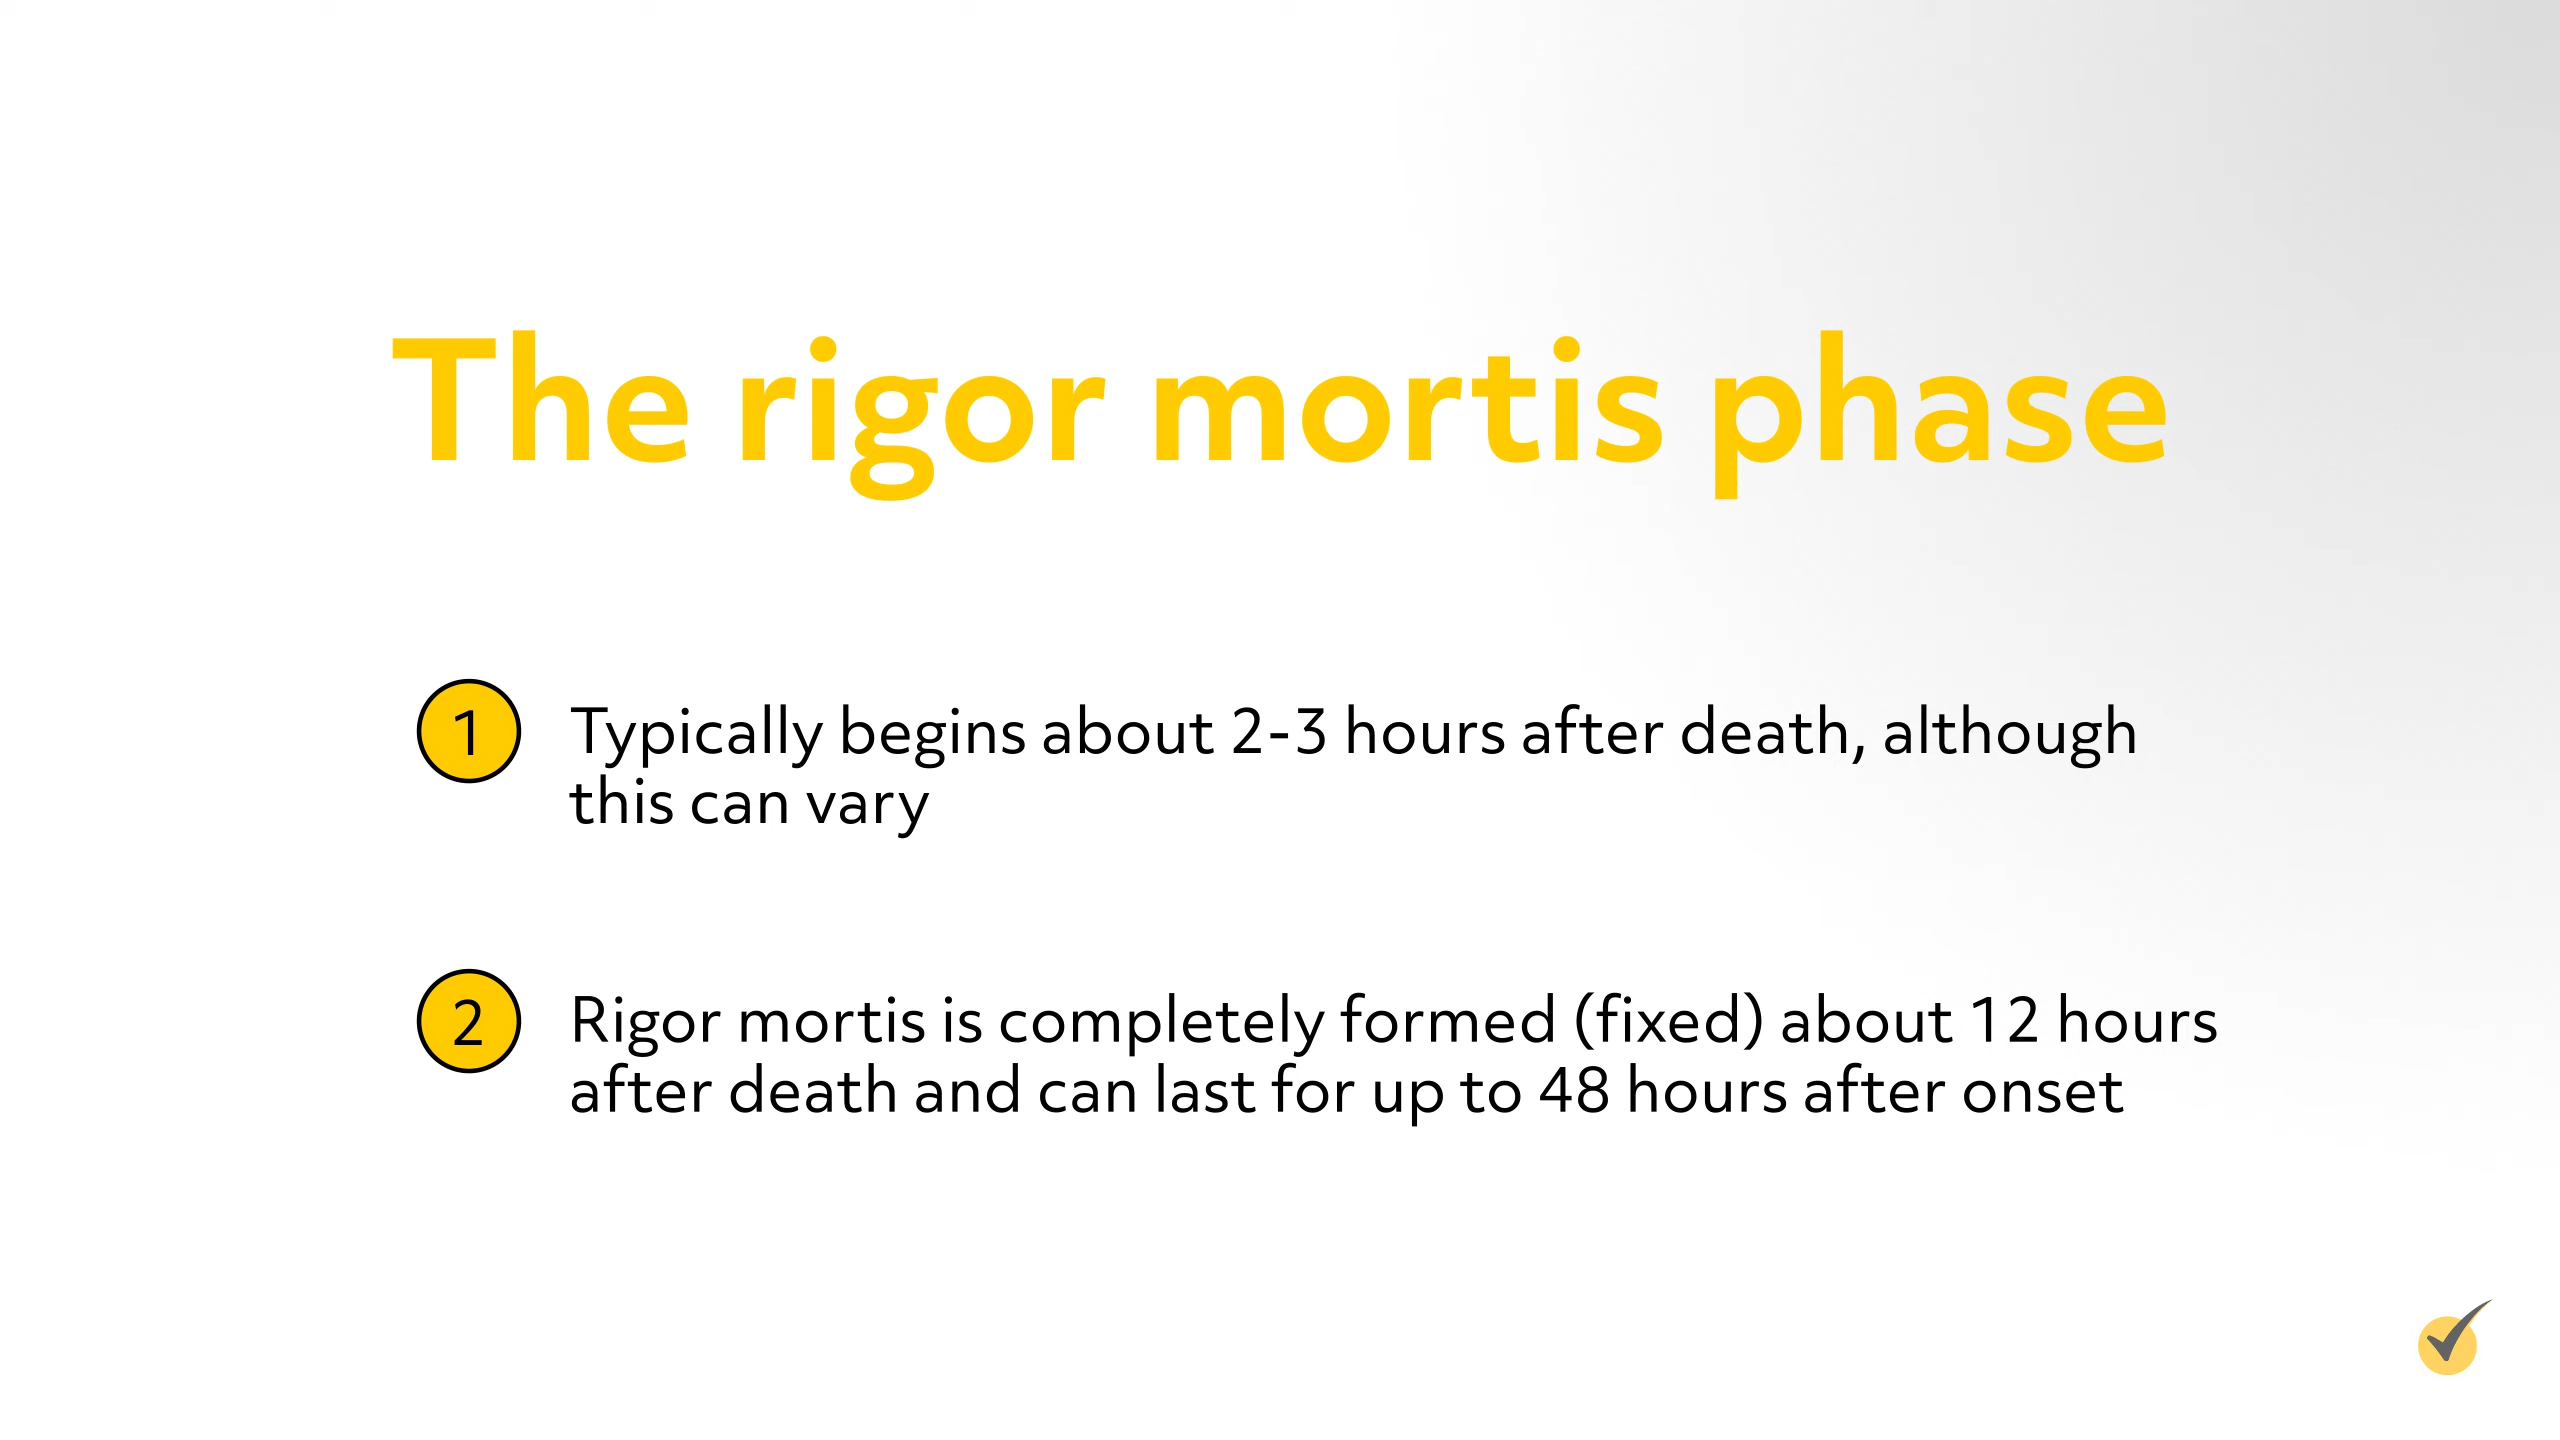 The rigor mortis phase
1 Typically begins about 2-3 hours after death, although
this can vary
2 Rigor mortis is completely formed (fixed) about 12 hours
after death and can last for up to 48 hours after onset